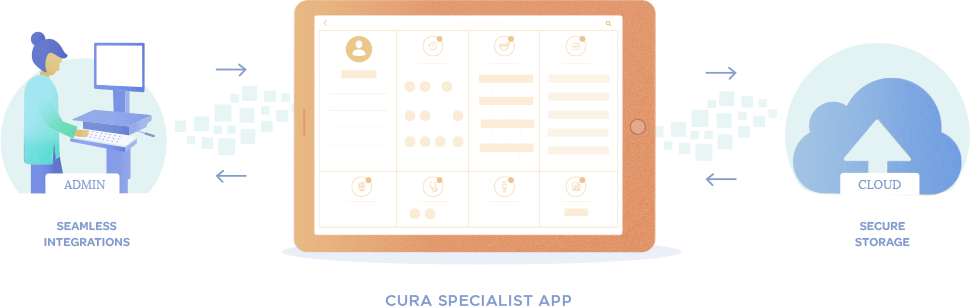 ADMIN
SEAMLESS
INTEGRATIONS
CLOUD
SECURE
STORAGE
CURA SPECIALIST APP